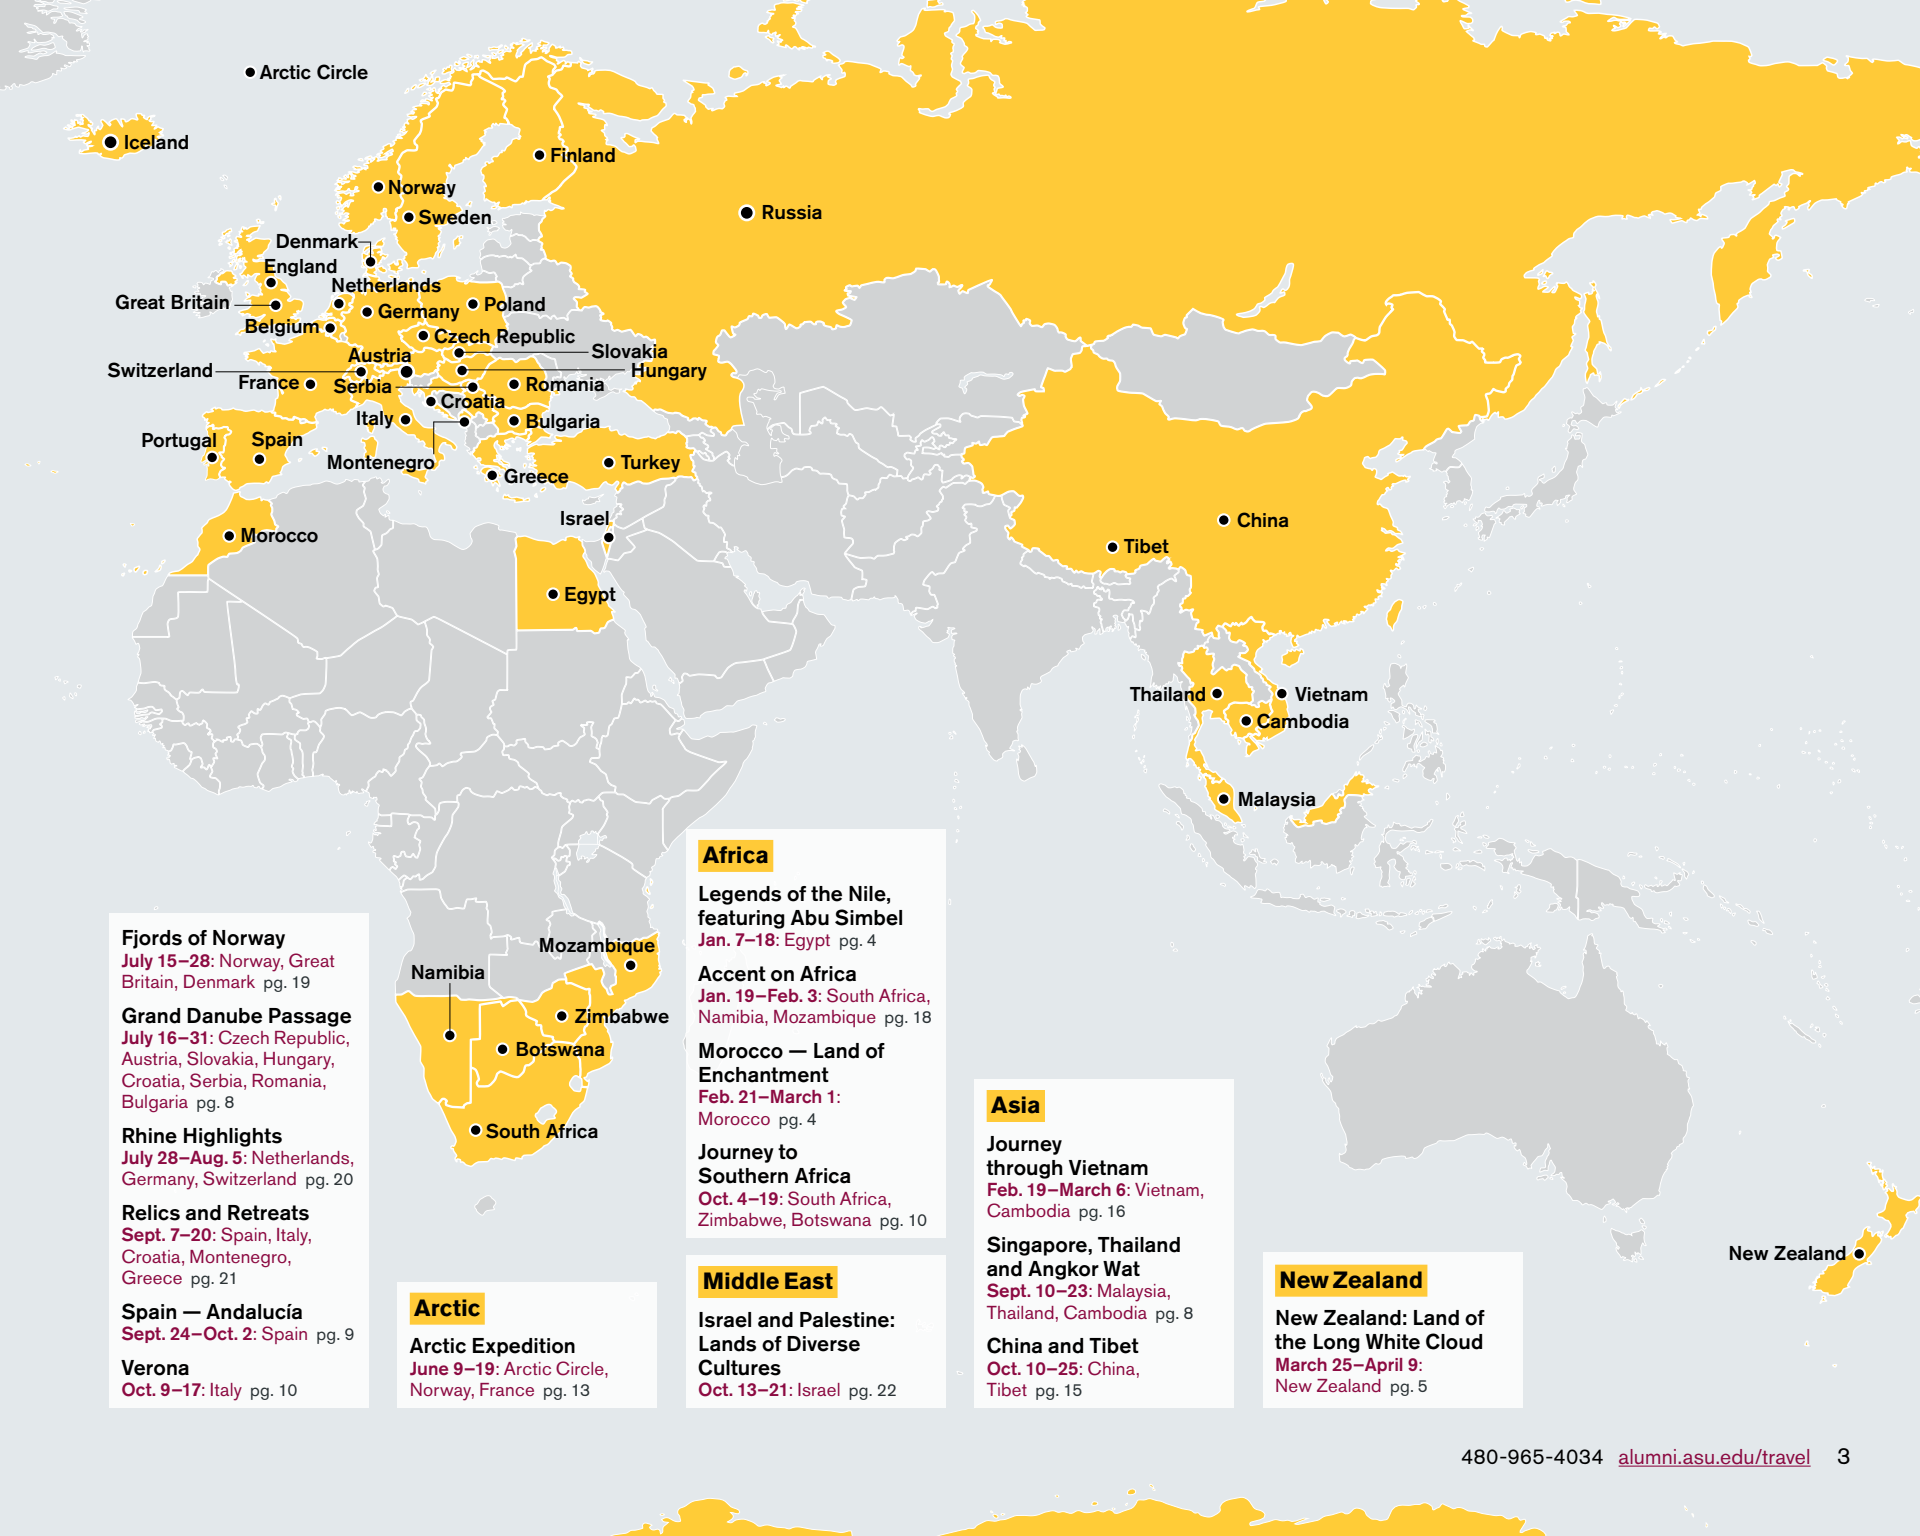 Arctic Circle
Iceland
Finland
Norway
Sweden
Russia
Denmark
England
Netherlands
Great Britain
Germany
Poland
Belgium
Czech Republic
Austria
Slovakia
Switzerland
Hungary
France
Serbia
Romania
Croatia
Italy
Bulgaria
Portugal
Spain
Montenegro
Turkey
Greece
Israel
China
Morocco
Tibet
Egypt
Thailand
Vietnam
Cambodia
Malaysia
Mozambique
Namibia
Zimbabwe
Botswana
South Africa
New Zealand
Fjords of Norway
July 15–28: Norway, Great
Britain, Denmark pg. 19
Grand Danube Passage
July 16–31: Czech Republic,
Austria, Slovakia, Hungary,
Croatia, Serbia, Romania,
Bulgaria pg. 8
Rhine Highlights
July 28–Aug. 5: Netherlands,
Germany, Switzerland pg. 20
Relics and Retreats
Sept. 7–20: Spain, Italy,
Croatia, Montenegro,
Greece pg. 21
Spain — Andalucía
Sept. 24–Oct. 2: Spain pg. 9
Verona
Oct. 9–17: Italy pg. 10
Arctic
Arctic Expedition
June 9–19: Arctic Circle,
Norway, France pg. 13
Africa
Legends of the Nile,
featuring Abu Simbel
Jan. 7–18: Egypt pg. 4
Accent on Africa
Jan. 19–Feb. 3: South Africa,
Namibia, Mozambique pg. 18
Morocco — Land of
Enchantment
Feb. 21–March 1:
Morocco pg. 4
Journey to
Southern Africa
Oct. 4–19: South Africa,
Zimbabwe, Botswana pg. 10
Middle East
Israel and Palestine:
Lands of Diverse
Cultures
Oct. 13–21: Israel pg. 22
Asia
Journey
through Vietnam
Feb. 19–March 6: Vietnam,
Cambodia pg. 16
Singapore, Thailand
and Angkor Wat
Sept. 10–23: Malaysia,
Thailand, Cambodia pg. 8
China and Tibet
Oct. 10–25: China,
Tibet pg. 15
New Zealand
New Zealand: Land of
the Long White Cloud
March 25–April 9:
New Zealand pg. 5
480-965-4034 alumni.asu.edu/travel 3